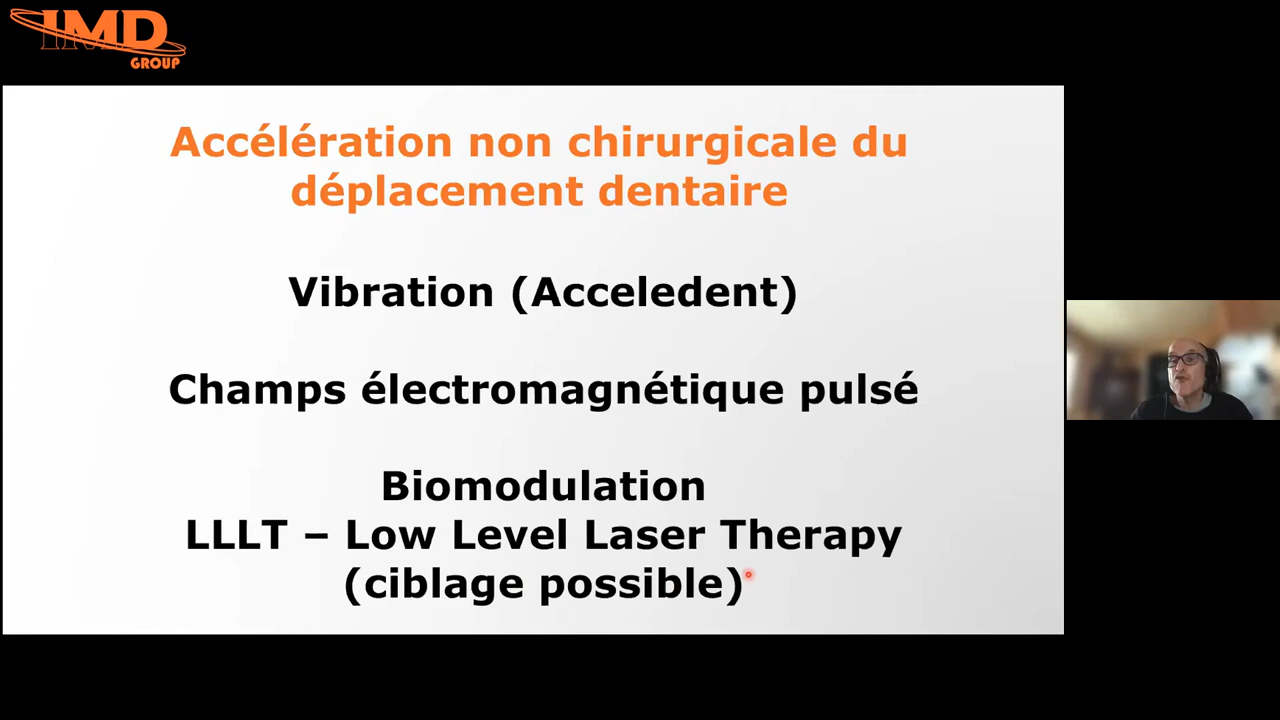 IMD
GROUP
Accélération non chirurgicale du
déplacement dentaire
Vibration (Acceledent)
Champs électromagnétique pulsé
Biomodulation
LLLT – Low Level Laser Therapy
(ciblage possible)